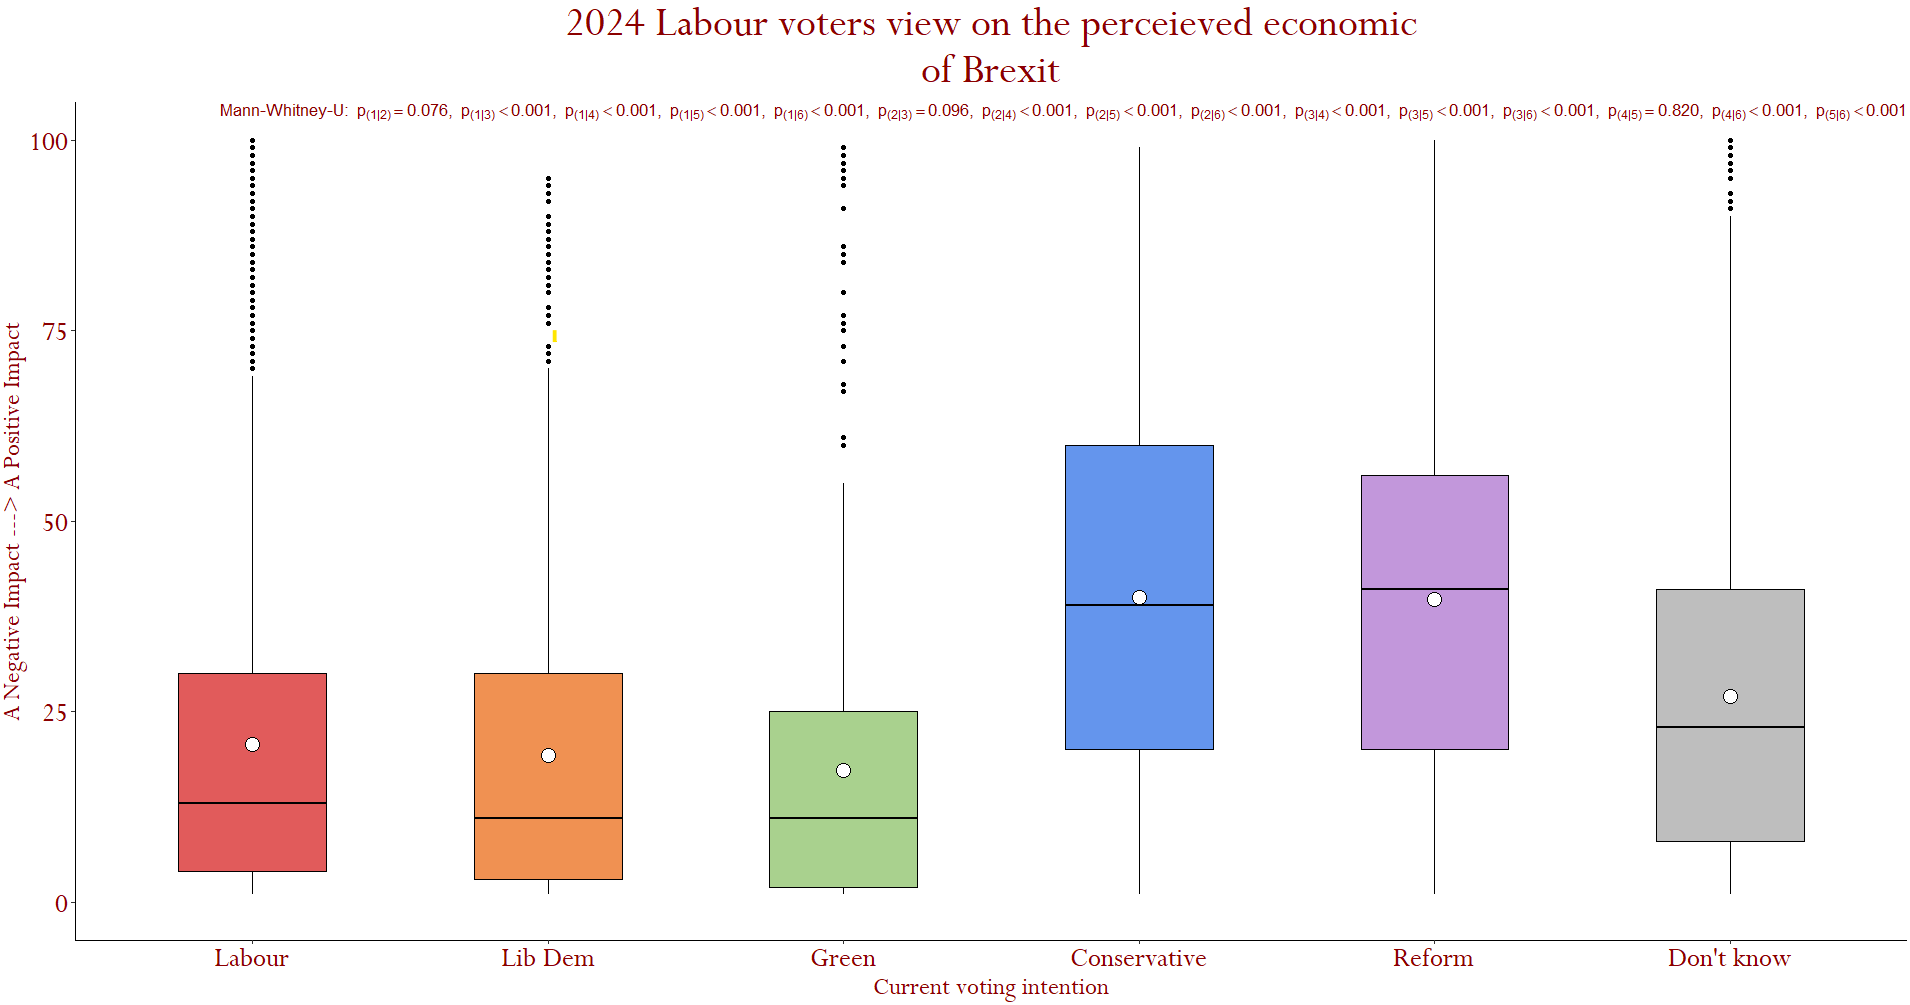 2024 Labour voters view on the perceieved economic
of Brexit
Mann-Whitney-U: p(1|2) = 0.076, p(1|3) < 0.001, p(1|4) < 0.001, p(1|5) < 0.001, p(1|6) < 0.001, p(2|3) = 0.096, p(2|4) < 0.001, p(2|5) < 0.001, p(2|6) < 0.001, p(3|4) < 0.001, p(3|5) < 0.001, p(3|6) < 0.001, p(4|5) = 0.820, p(4|6) < 0.001, p(5|6) < 0.001
A Negative Impact ---> A Positive Impact
100
75
50
25
0
Labour Lib Dem Green Conservative Reform Don't know
Current voting intention